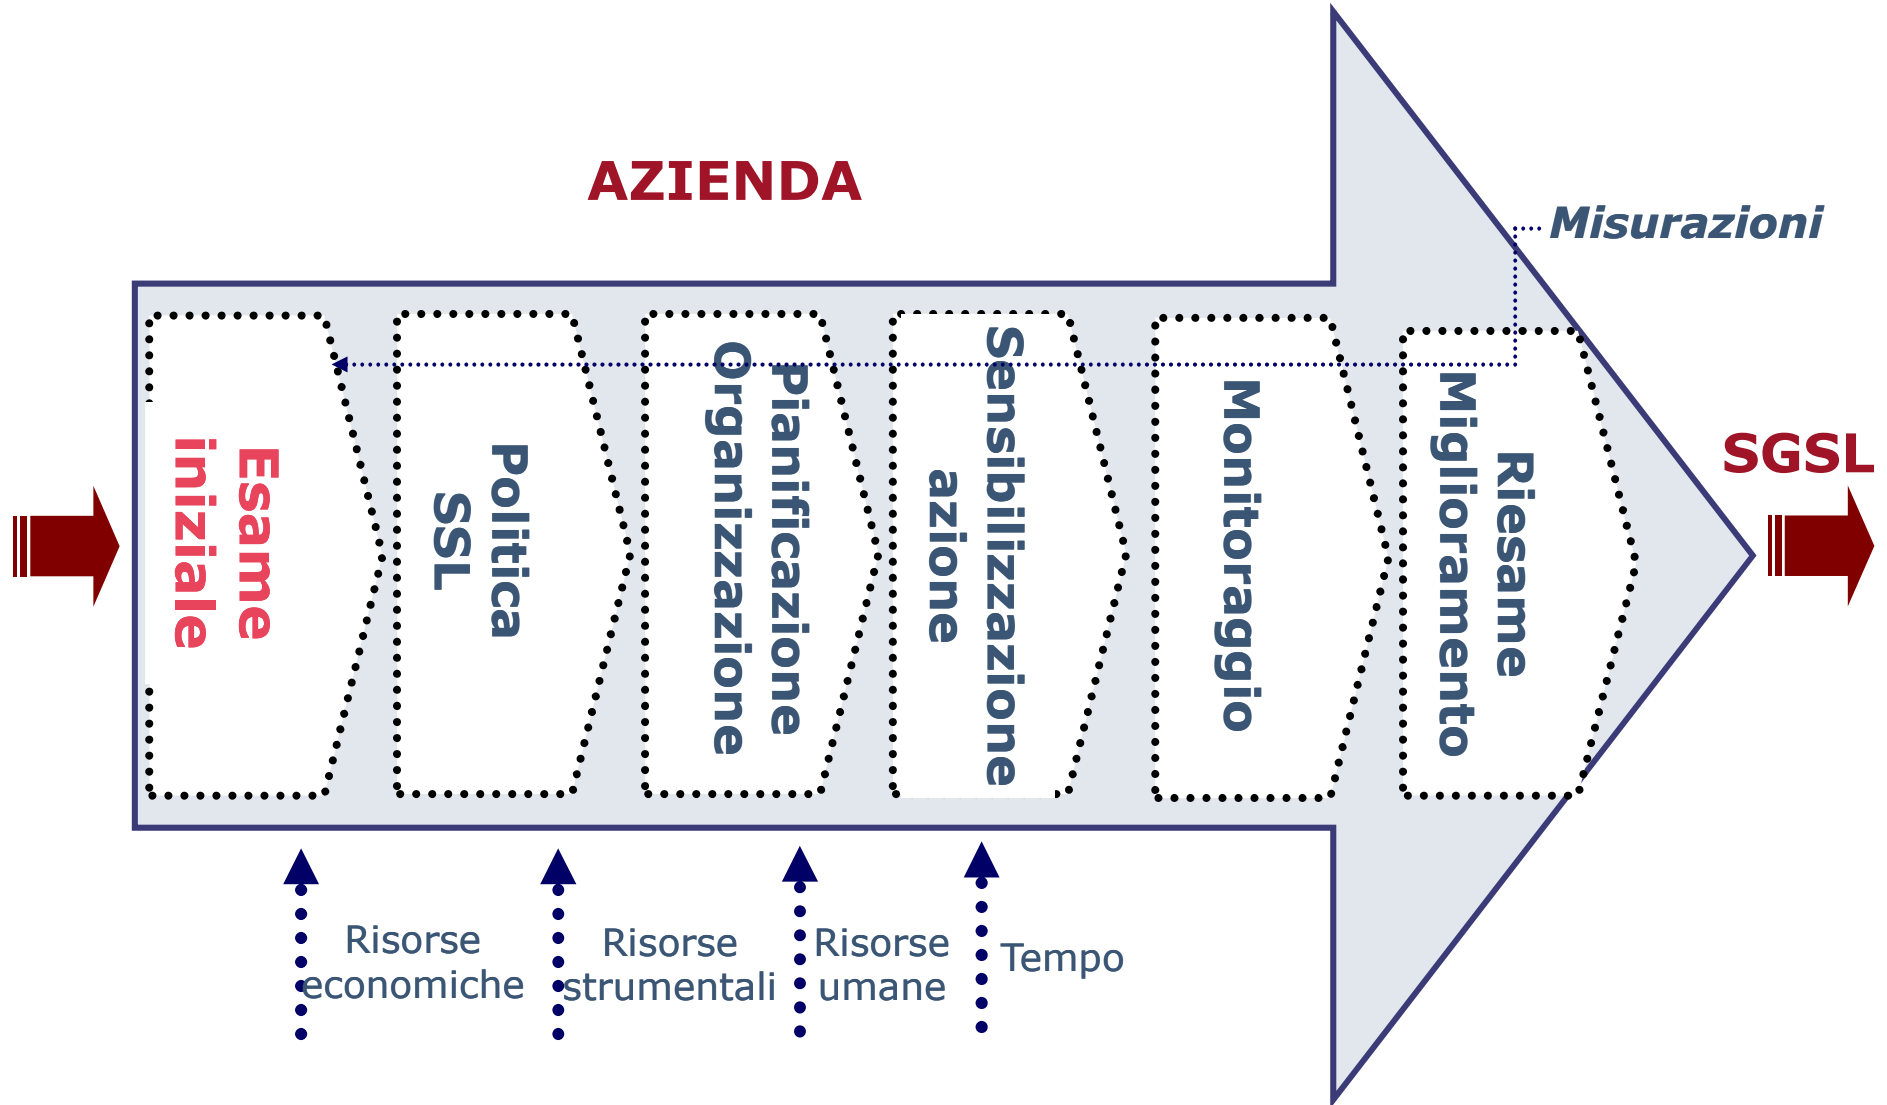 AZIENDA
Misurazioni
SGSL
Esame
iniziale
Politica
SSL
Pianificazione
Organizzazione
Sensibilizzazione
azione
Monitoraggio
Riesame
Miglioramento
Risorse
economiche
Risorse
strumentali
Risorse
umane
Tempo